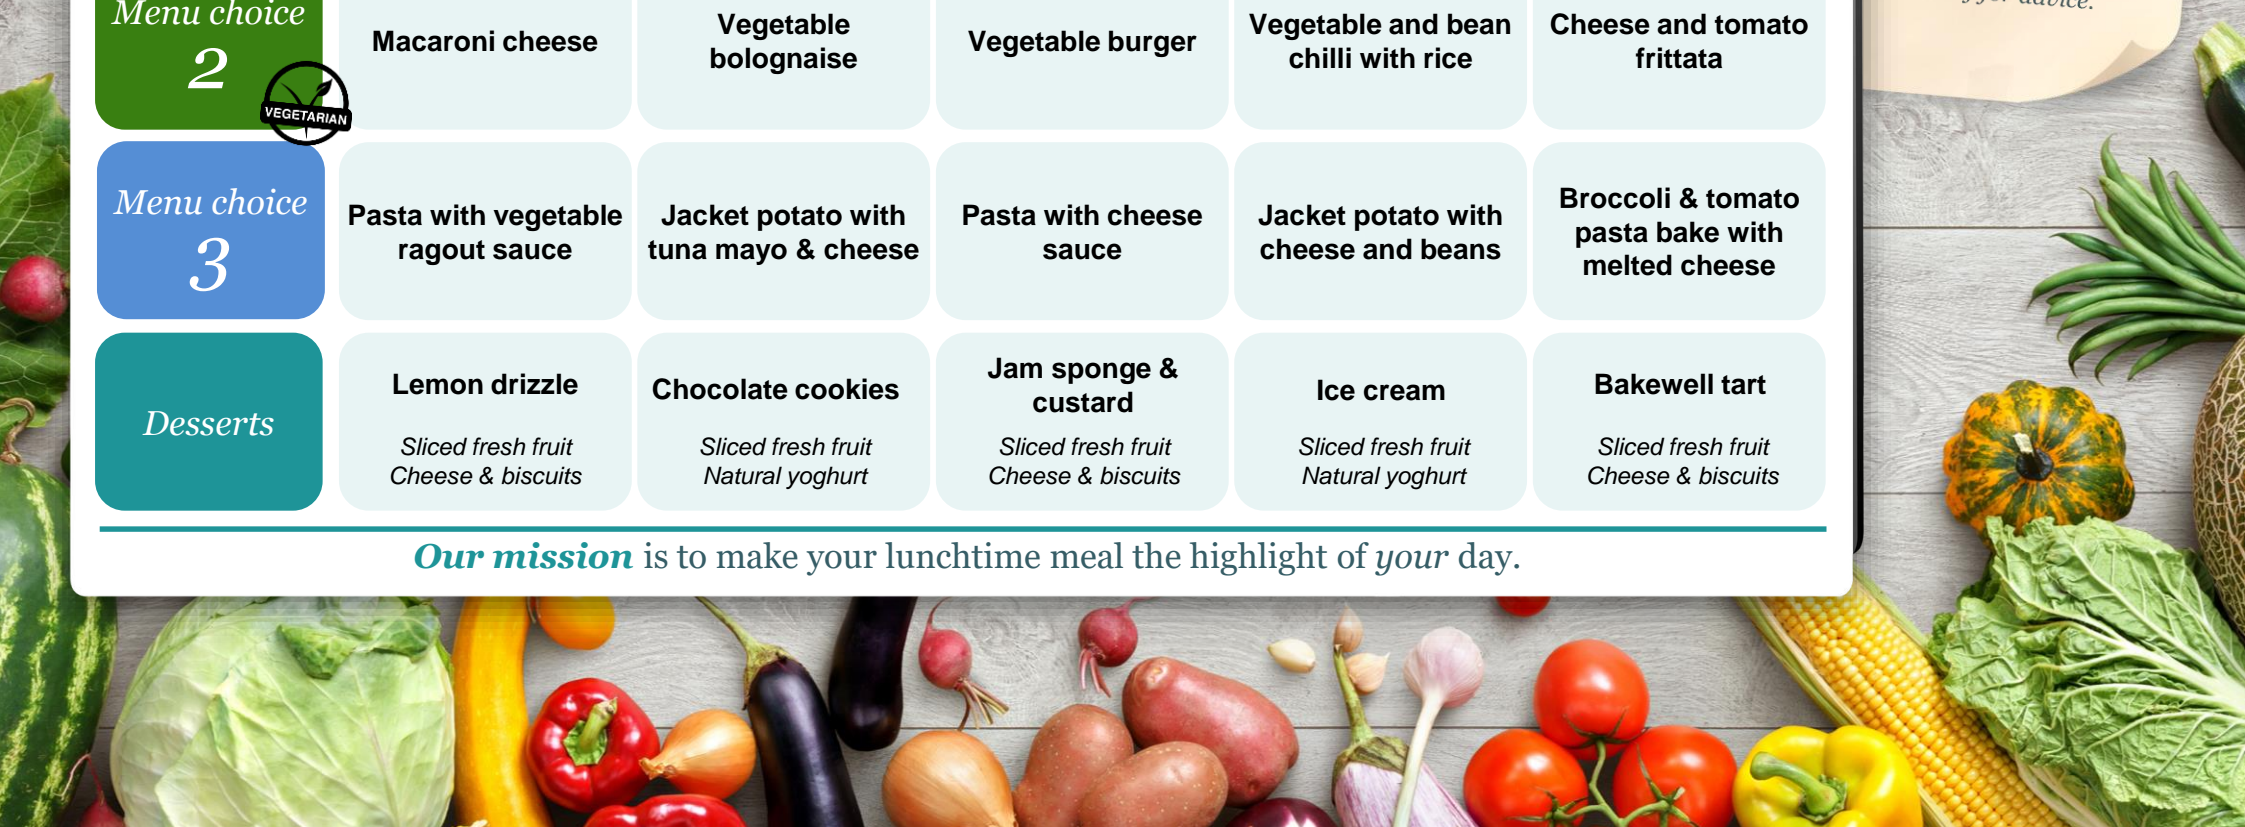 Menu choice
2
VEGETARIAN
Macaroni cheese
Vegetable
bolognaise
Vegetable burger
Vegetable and bean
chilli with rice
Cheese and tomato
frittata
Menu choice
3
Pasta with vegetable
ragout sauce
Jacket potato with
tuna mayo & cheese
Pasta with cheese
sauce
Jacket potato with
cheese and beans
Broccoli & tomato
pasta bake with
melted cheese
Desserts
Lemon drizzle
Sliced fresh fruit
Cheese & biscuits
Chocolate cookies
Sliced fresh fruit
Natural yoghurt
Jam sponge &
custard
Sliced fresh fruit
Cheese & biscuits
Ice cream
Sliced fresh fruit
Natural yoghurt
Bakewell tart
Sliced fresh fruit
Cheese & biscuits
Our mission is to make your lunchtime meal the highlight of your day.
advice.